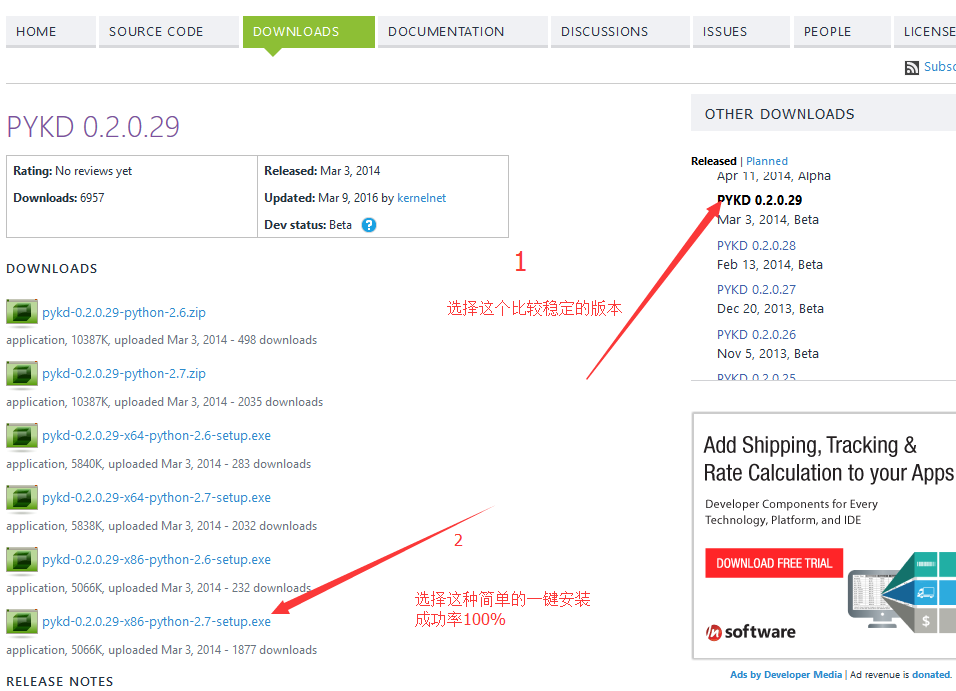 HOME
SOURCE CODE
DOWNLOADS
DOCUMENTATION
DISCUSSIONS
ISSUES
PEOPLE
LICENSE
Subsc
PYKD 0.2.0.29
Rating: No reviews yet
Downloads: 6957
Released: Mar 3, 2014
Updated: Mar 9, 2016 by kernelnet
Dev status: Beta ?
DOWNLOADS
pykd-0.2.0.29-python-2.6.zip
application, 10387K, uploaded Mar 3, 2014 - 498 downloads
pykd-0.2.0.29-python-2.7.zip
application, 10387K, uploaded Mar 3, 2014 - 2035 downloads
pykd-0.2.0.29-x64-python-2.6-setup.exe
application, 5840K, uploaded Mar 3, 2014 - 283 downloads
pykd-0.2.0.29-x64-python-2.7-setup.exe
application, 5838K, uploaded Mar 3, 2014 - 2032 downloads
pykd-0.2.0.29-x86-python-2.6-setup.exe
application, 5066K, uploaded Mar 3, 2014 - 232 downloads
pykd-0.2.0.29-x86-python-2.7-setup.exe
application, 5066K, uploaded Mar 3, 2014 - 1877 downloads
RELEASE NOTES
1
选择这个比较稳定的版本
2
选择这种简单的一键安装
成功率100%
OTHER DOWNLOADS
Released | Planned
Apr 11, 2014, Alpha
PYKD 0.2.0.29
Mar 3, 2014, Beta
PYKD 0.2.0.28
Feb 13, 2014, Beta
PYKD 0.2.0.27
Dec 20, 2013, Beta
PYKD 0.2.0.26
Nov 5, 2013, Beta
PYKD 0.2.0.25
Add Shipping, Tracking &
Rate Calculation to your Apps
Developer Components for Every
Technology, Platform, and IDE
DOWNLOAD FREE TRIAL
$
n software
Ads by Developer Media | Ad revenue is donated.